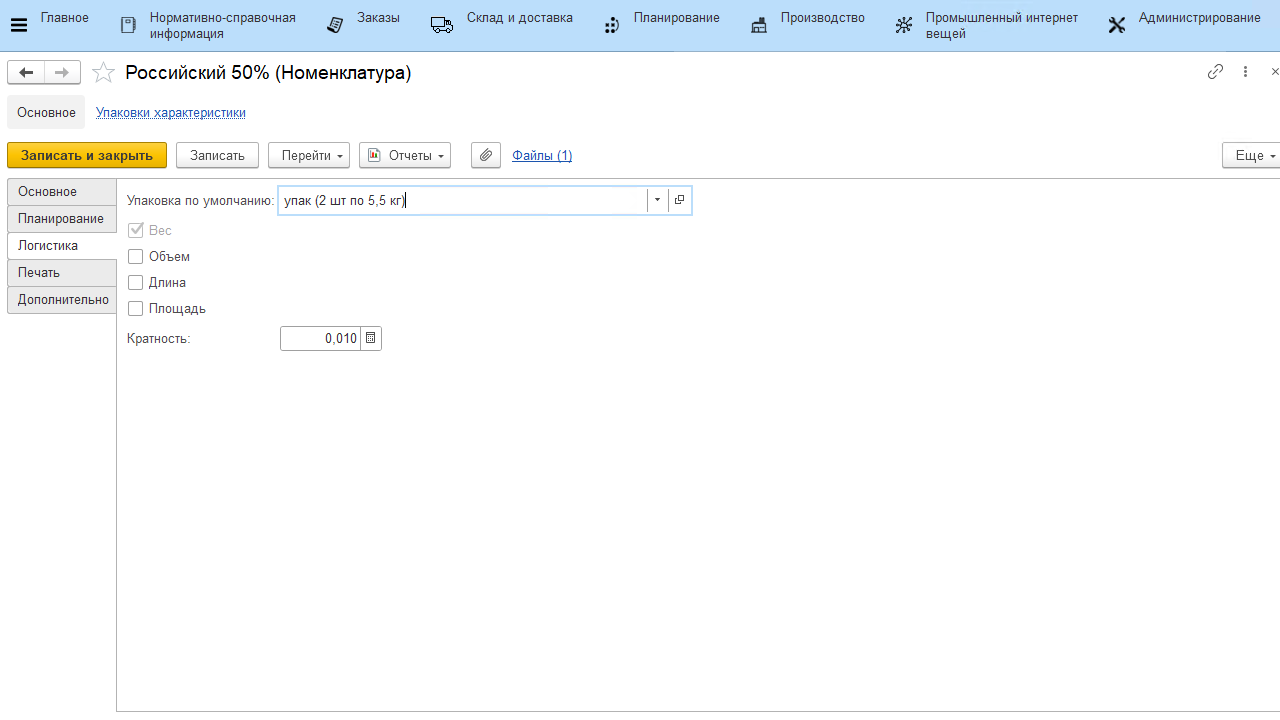 Главное
Нормативно-справочная
информация
Заказы
Склад и доставка
Планирование
Производство
Промышленный интернет
вещей
Администрирование
Российский 50% (Номенклатура)
Основное
Упаковки характеристики
Записать и закрыть
Записать
Перейти
Отчеты
Файлы (1)
Еще
Основное
Планирование
Логистика
Печать
Дополнительно
Упаковка по умолчанию: упак (2 шт по 5,5 кг)
Вес
Объем
Длина
Площадь
Кратность: 0,010